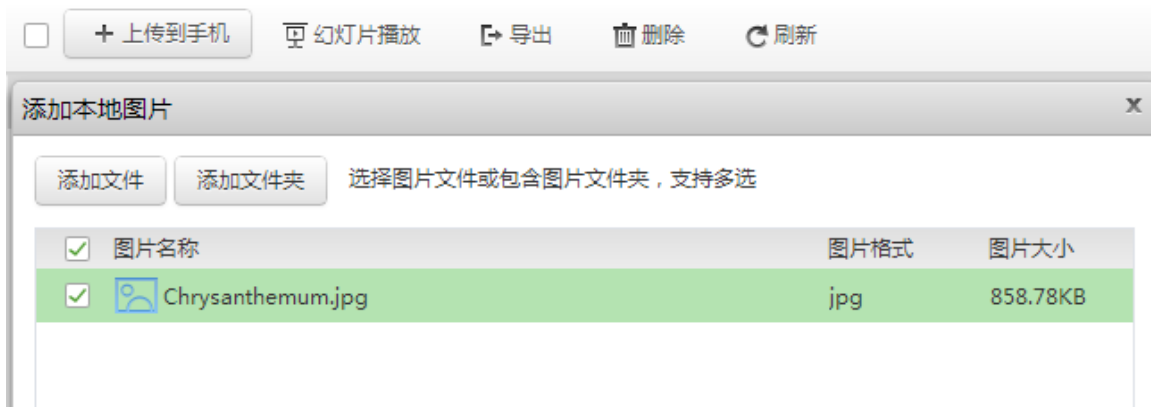 上传到手机 幻灯片播放 导出 删除 刷新
添加本地图片 x
添加文件 添加文件夹 选择图片文件或包含图片文件夹，支持多选
图片名称 图片格式 图片大小
Chrysanthemum.jpg jpg 858.78KB